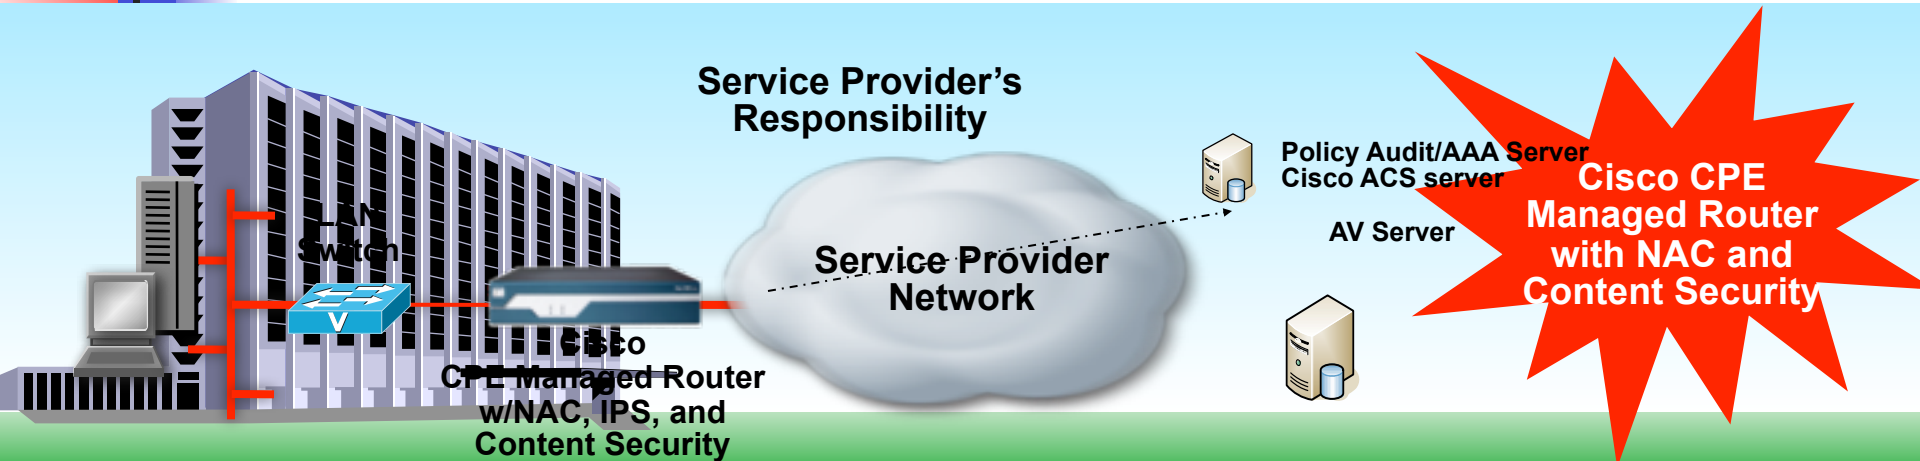 Service Provider’s
Responsibility
Policy Audit/AAA Server
Cisco ACS server
AV Server
Cisco CPE
Managed Router
with NAC and
Content Security
LAN
Switch
V
Service Provider
Network
Cisco
CPE Managed Router
w/NAC, IPS, and
Content Security